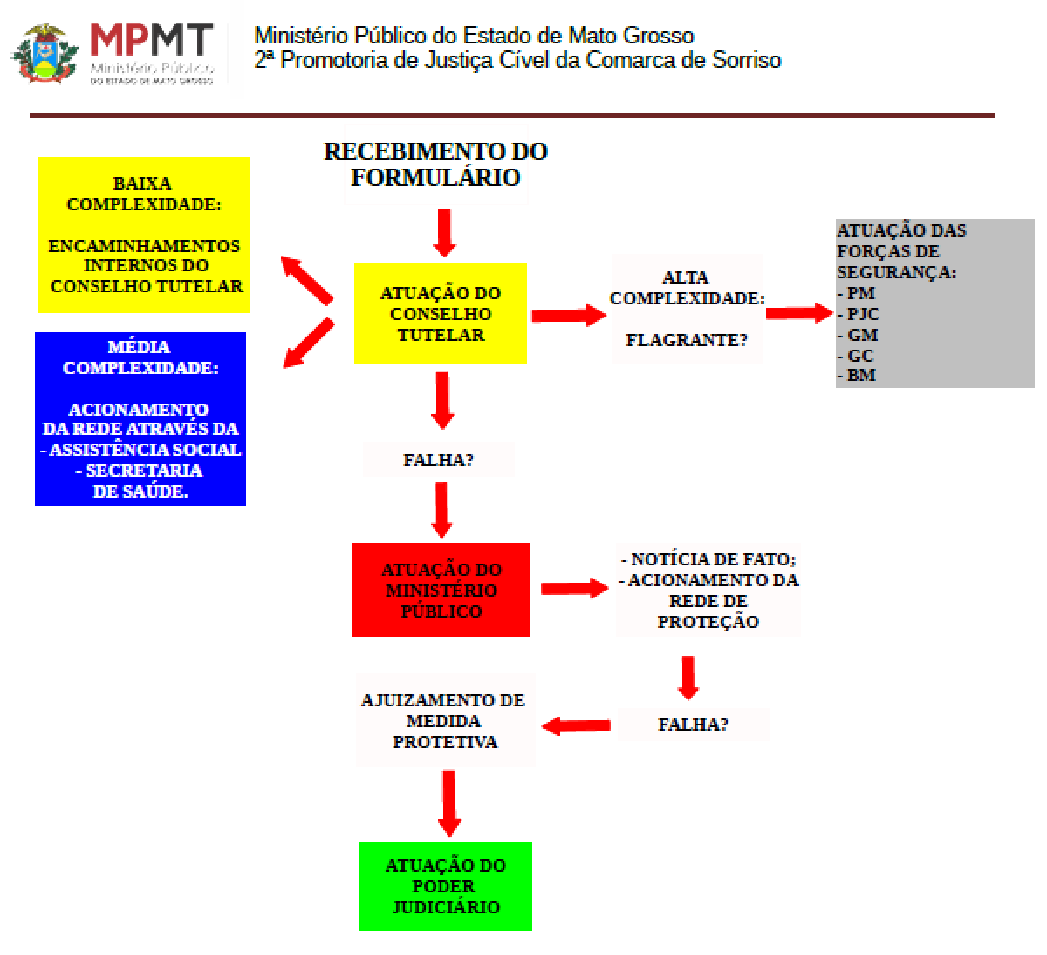 MPMT
Ministério Público
DO ESTADO DE MATO GROSSO
Ministério Público do Estado de Mato Grosso
2ª Promotoria de Justiça Cível da Comarca de Sorriso
RECEBIMENTO DO
FORMULÁRIO
BAIXA
COMPLEXIDADE:
ENCAMINHAMENTOS
INTERNOS DO
CONSELHO TUTELAR
MÉDIA
COMPLEXIDADE:
ACIONAMENTO
DA REDE ATRAVÉS DA
- ASSISTÊNCIA SOCIAL
- SECRETARIA
DE SAÚDE.
ATUAÇÃO DO
CONSELHO
TUTELAR
ALTA
COMPLEXIDADE:
FLAGRANTE?
ATUAÇÃO DAS
FORÇAS DE
SEGURANÇA:
- PM
- PJC
- GM
- GC
- BM
FALHA?
ATUAÇÃO DO
MINISTÉRIO
PÚBLICO
- NOTÍCIA DE FATO;
- ACIONAMENTO DA
REDE DE
PROTEÇÃO
FALHA?
AJUIZAMENTO DE
MEDIDA
PROTETIVA
ATUAÇÃO DO
PODER
JUDICIÁRIO